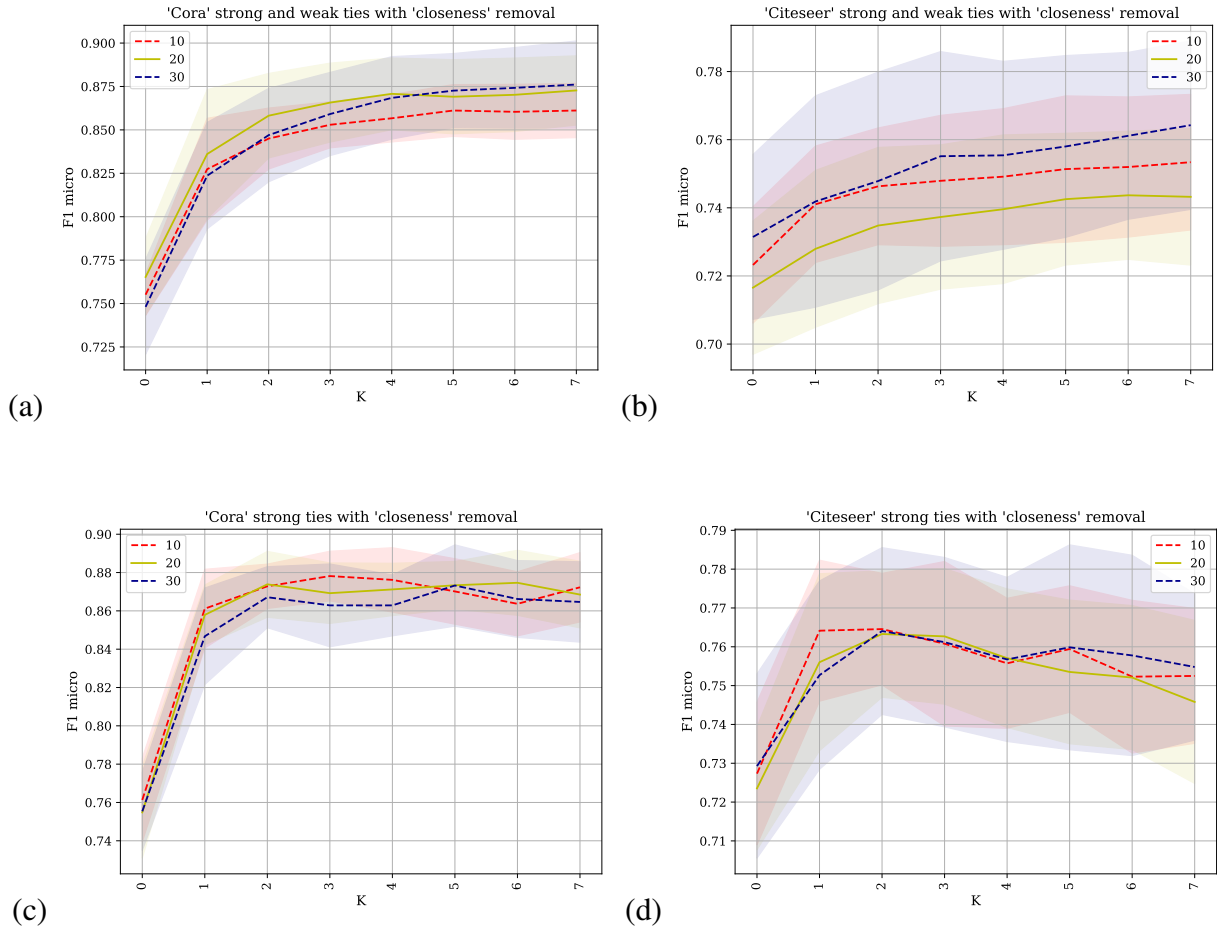 'Cora' strong and weak ties with 'closeness' removal
0.900
0.875
0.850
0.825
0.800
0.775
0.750
0.725
F1 micro
10
20
30
0 1 2 3 4 5 6 7
K
(a)
'Citeseer' strong and weak ties with 'closeness' removal
0.78
0.76
0.74
0.72
0.70
F1 micro
10
20
30
0 1 2 3 4 5 6 7
K
(b)
'Cora' strong ties with 'closeness' removal
0.90
0.88
0.86
0.84
0.82
0.80
0.78
0.76
0.74
F1 micro
10
20
30
0 1 2 3 4 5 6 7
K
(c)
'Citeseer' strong ties with 'closeness' removal
0.79
0.78
0.77
0.76
0.75
0.74
0.73
0.72
0.71
F1 micro
10
20
30
0 1 2 3 4 5 6 7
K
(d)